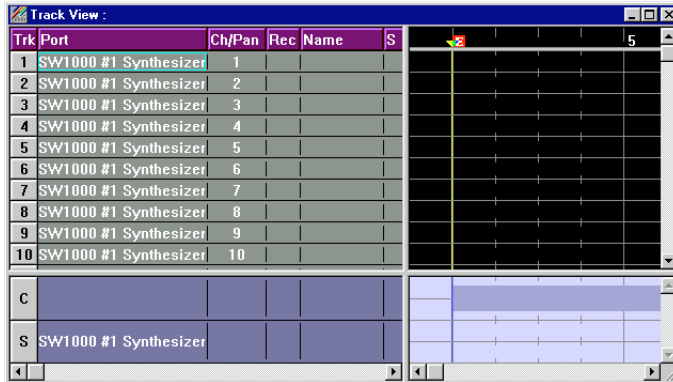 Track View :
Trk Port Ch/Pan Rec Name S 5
1 SW1000 #1 Synthesizer 1
2 SW1000 #1 Synthesizer 2
3 SW1000 #1 Synthesizer 3
4 SW1000 #1 Synthesizer 4
5 SW1000 #1 Synthesizer 5
6 SW1000 #1 Synthesizer 6
7 SW1000 #1 Synthesizer 7
8 SW1000 #1 Synthesizer 8
9 SW1000 #1 Synthesizer 9
10 SW1000 #1 Synthesizer 10
C
S SW1000 #1 Synthesizer